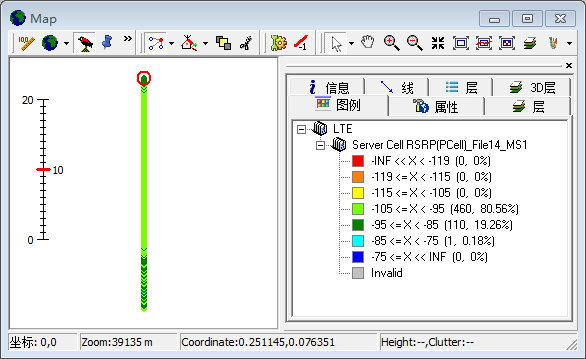 Map
20
10
0
信息
线
层
3D层
图例
属性
层
LTE
Server Cell RSRP(PCell)_File14_MS1
-INF << X < -119 (0, 0%)
-119 <= X < -115 (0, 0%)
-115 <= X < -105 (0, 0%)
-105 <= X < -95 (460, 80.56%)
-95 <= X < -85 (110, 19.26%)
-85 <= X < -75 (1, 0.18%)
-75 <= X << INF (0, 0%)
Invalid
坐标: 0,0
Zoom:39135 m
Coordinate:0.251145,0.076351
Height:--,Clutter:--